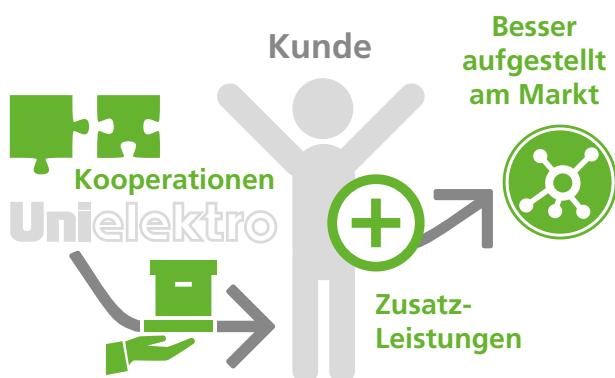 Kunde
Besser
aufgestellt
am Markt
Kooperationen
Unielektro
Zusatz-
Leistungen